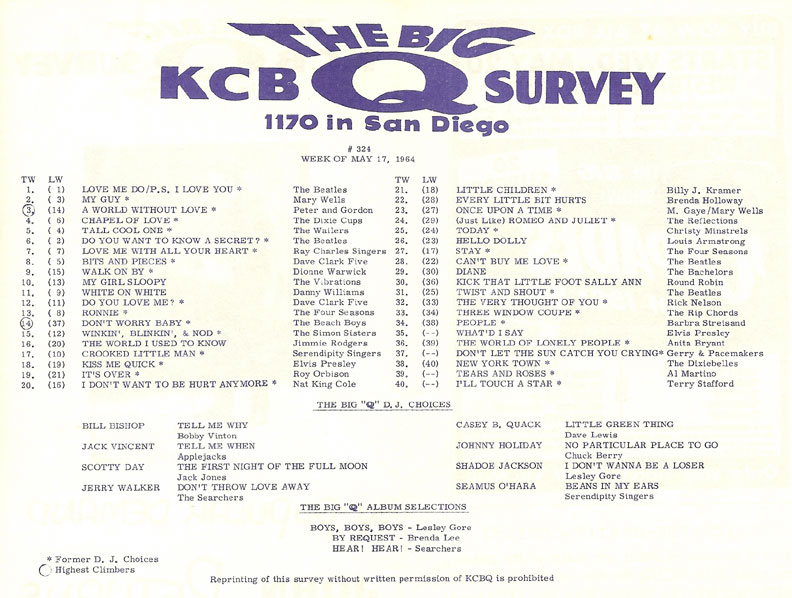 THE BIG
KCBQ SURVEY
1170 in San Diego
# 324
WEEK OF MAY 17, 1964
TW LW
1. ( 1) LOVE ME DO/P.S. I LOVE YOU * The Beatles
2. ( 3) MY GUY * Mary Wells
3. (14) A WORLD WITHOUT LOVE * Peter and Gordon
4. ( 6) CHAPEL OF LOVE * The Dixie Cups
5. ( 4) TALL COOL ONE * The Wailers
6. ( 2) DO YOU WANT TO KNOW A SECRET? * The Beatles
7. ( 7) LOVE ME WITH ALL YOUR HEART * Ray Charles Singers
8. ( 5) BITS AND PIECES * Dave Clark Five
9. (15) WALK ON BY * Dionne Warwick
10. (13) MY GIRL SLOOPY The Vibrations
11. ( 9) WHITE ON WHITE Danny Williams
12. (11) DO YOU LOVE ME? * Dave Clark Five
13. ( 8) RONNIE * The Four Seasons
14. (37) DON'T WORRY BABY * The Beach Boys
15. (12) WINKIN', BLINKIN', & NOD * The Simon Sisters
16. (20) THE WORLD I USED TO KNOW Jimmie Rodgers
17. (10) CROOKED LITTLE MAN * Serendipity Singers
18. (19) KISS ME QUICK * Elvis Presley
19. (21) IT'S OVER * Roy Orbison
20. (16) I DON'T WANT TO BE HURT ANYMORE * Nat King Cole
TW LW
21. (18) LITTLE CHILDREN * Billy J. Kramer
22. (28) EVERY LITTLE BIT HURTS Brenda Holloway
23. (27) ONCE UPON A TIME * M. Gaye/Mary Wells
24. (29) (Just Like) ROMEO AND JULIET * The Reflections
25. (24) TODAY * Christy Minstrels
26. (23) HELLO DOLLY Louis Armstrong
27. (17) STAY * The Four Seasons
28. (22) CAN'T BUY ME LOVE * The Beatles
29. (30) DIANE The Bachelors
30. (36) KICK THAT LITTLE FOOT SALLY ANN Round Robin
31. (25) TWIST AND SHOUT * The Beatles
32. (33) THE VERY THOUGHT OF YOU * Rick Nelson
33. (34) THREE WINDOW COUPE * The Rip Chords
34. (38) PEOPLE * Barbra Streisand
35. (--) WHAT'D I SAY Elvis Presley
36. (39) THE WORLD OF LONELY PEOPLE * Anita Bryant
37. (--) DON'T LET THE SUN CATCH YOU CRYING * Gerry & Pacemakers
38. (40) NEW YORK TOWN * The Dixiebelles
39. (--) TEARS AND ROSES * Al Martino
40. (--) I'LL TOUCH A STAR * Terry Stafford
THE BIG "Q" D.J. CHOICES
BILL BISHOP TELL ME WHY
Bobby Vinton
JACK VINCENT TELL ME WHEN
Applejacks
SCOTTY DAY THE FIRST NIGHT OF THE FULL MOON
Jack Jones
JERRY WALKER DON'T THROW LOVE AWAY
The Searchers
CASEY B. QUACK LITTLE GREEN THING
Dave Lewis
JOHNNY HOLIDAY NO PARTICULAR PLACE TO GO
Chuck Berry
SHADOE JACKSON I DON'T WANNA BE A LOSER
Lesley Gore
SEAMUS O'HARA BEANS IN MY EARS
Serendipity Singers
THE BIG "Q" ALBUM SELECTIONS
BOYS, BOYS, BOYS - Lesley Gore
BY REQUEST - Brenda Lee
HEAR! HEAR! - Searchers
* Former D. J. Choices
Highest Climbers
Reprinting of this survey without written permission of KCBQ is prohibited